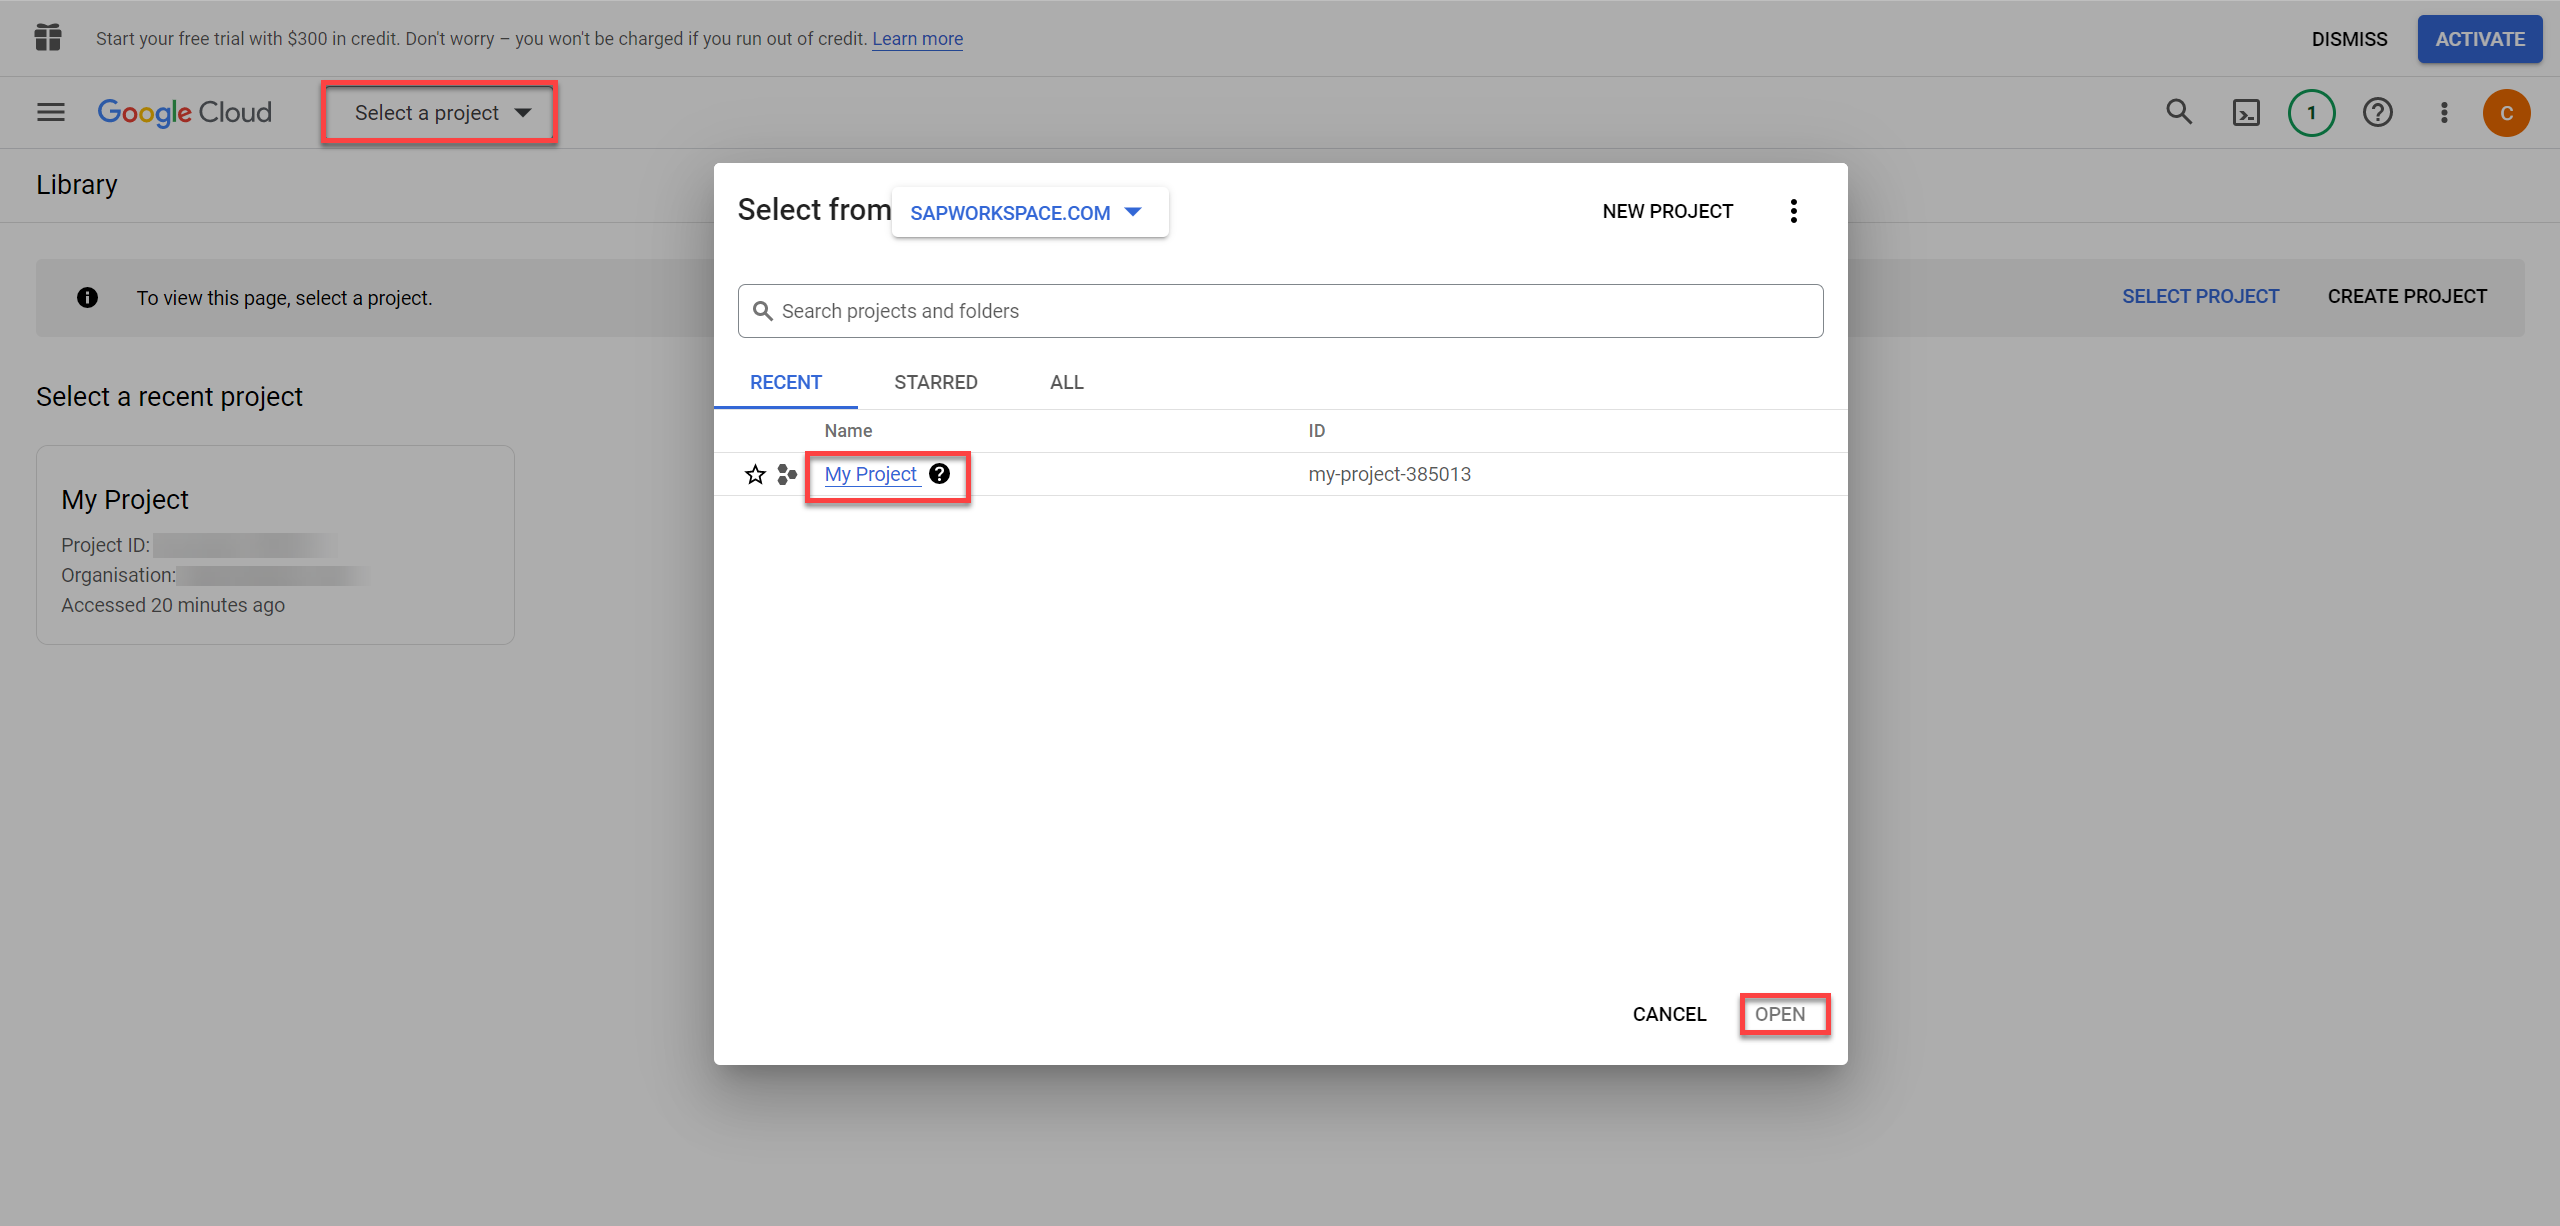 Start your free trial with $300 in credit. Don't worry – you won't be charged if you run out of credit. Learn more
DISMISS
ACTIVATE
Google Cloud
Select a project
1
C
Library
To view this page, select a project.
SELECT PROJECT
CREATE PROJECT
Select a recent project
My Project
Project ID:
Organisation:
Accessed 20 minutes ago
Select from SAPWORKSPACE.COM
NEW PROJECT
Search projects and folders
RECENT STARRED ALL
Name ID
My Project my-project-385013
CANCEL OPEN